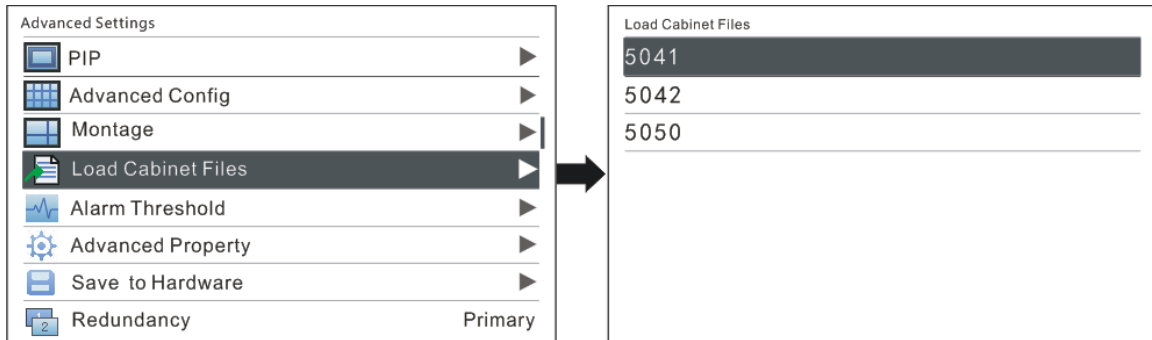 Advanced Settings
PIP
Advanced Config
Montage
Load Cabinet Files
Alarm Threshold
Advanced Property
Save to Hardware
2
Redundancy Primary
Load Cabinet Files
5041
5042
5050